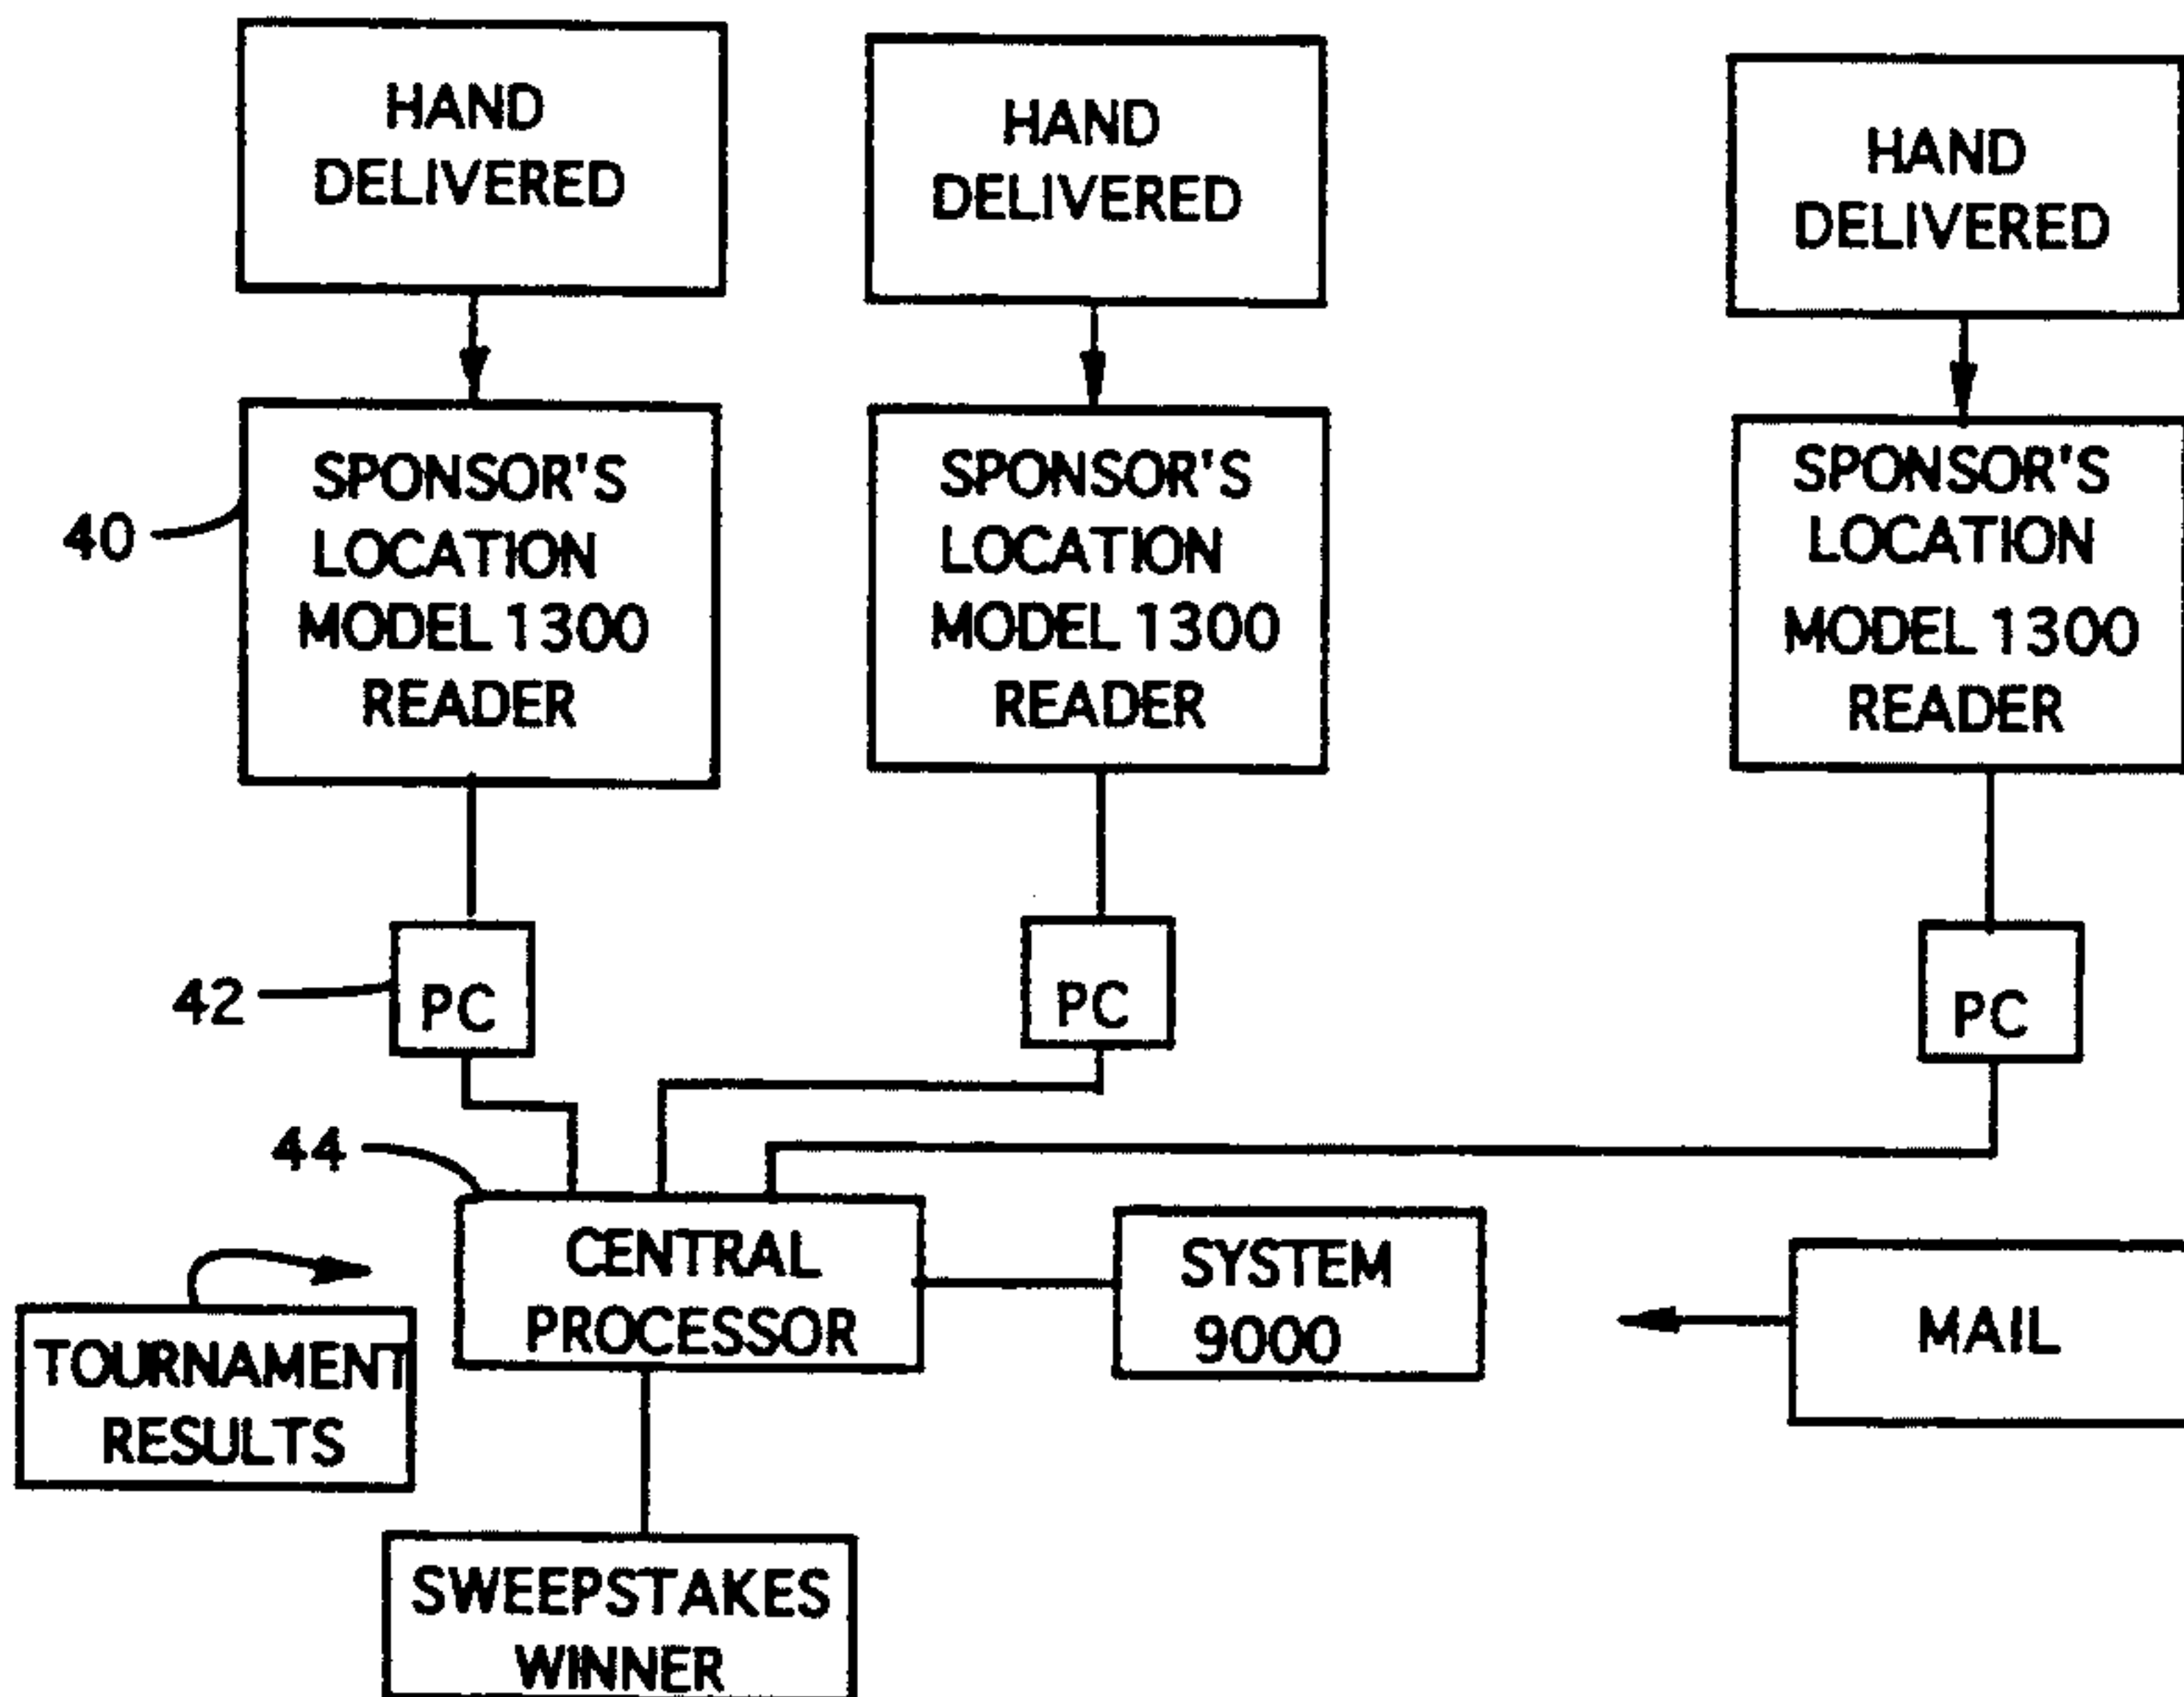 HAND
DELIVERED
HAND
DELIVERED
HAND
DELIVERED
40
SPONSOR'S
LOCATION
MODEL 1300
READER
SPONSOR'S
LOCATION
MODEL 1300
READER
SPONSOR'S
LOCATION
MODEL 1300
READER
42
PC
PC
PC
44
CENTRAL
PROCESSOR
SYSTEM
9000
MAIL
TOURNAMENT
RESULTS
SWEEPSTAKES
WINNER